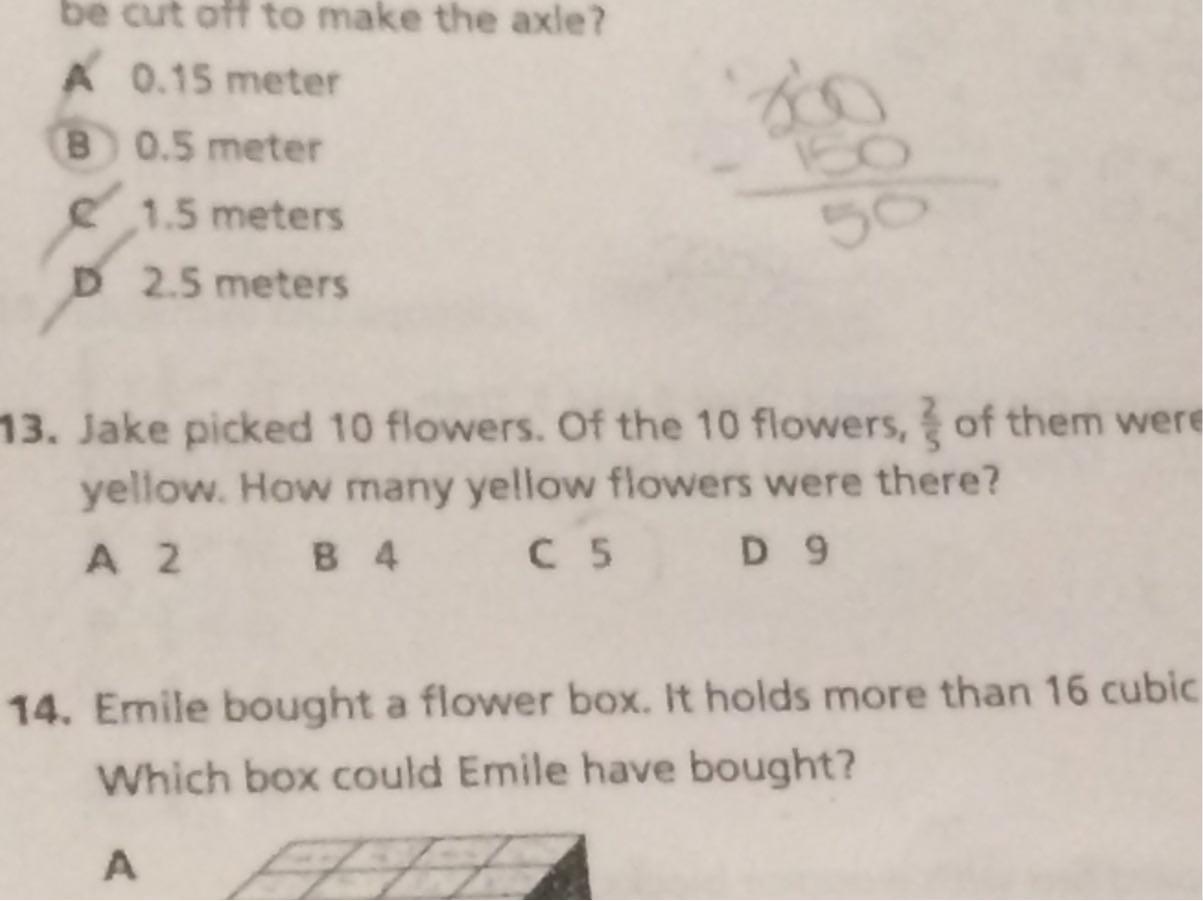 be cut off to make the axle?
A 0.15 meter
B 0.5 meter
C 1.5 meters
D 2.5 meters
200
- 150
50
13. Jake picked 10 flowers. Of the 10 flowers, 2/5 of them were
yellow. How many yellow flowers were there?
A 2 B 4 C 5 D 9
14. Emile bought a flower box. It holds more than 16 cubic
Which box could Emile have bought?
A